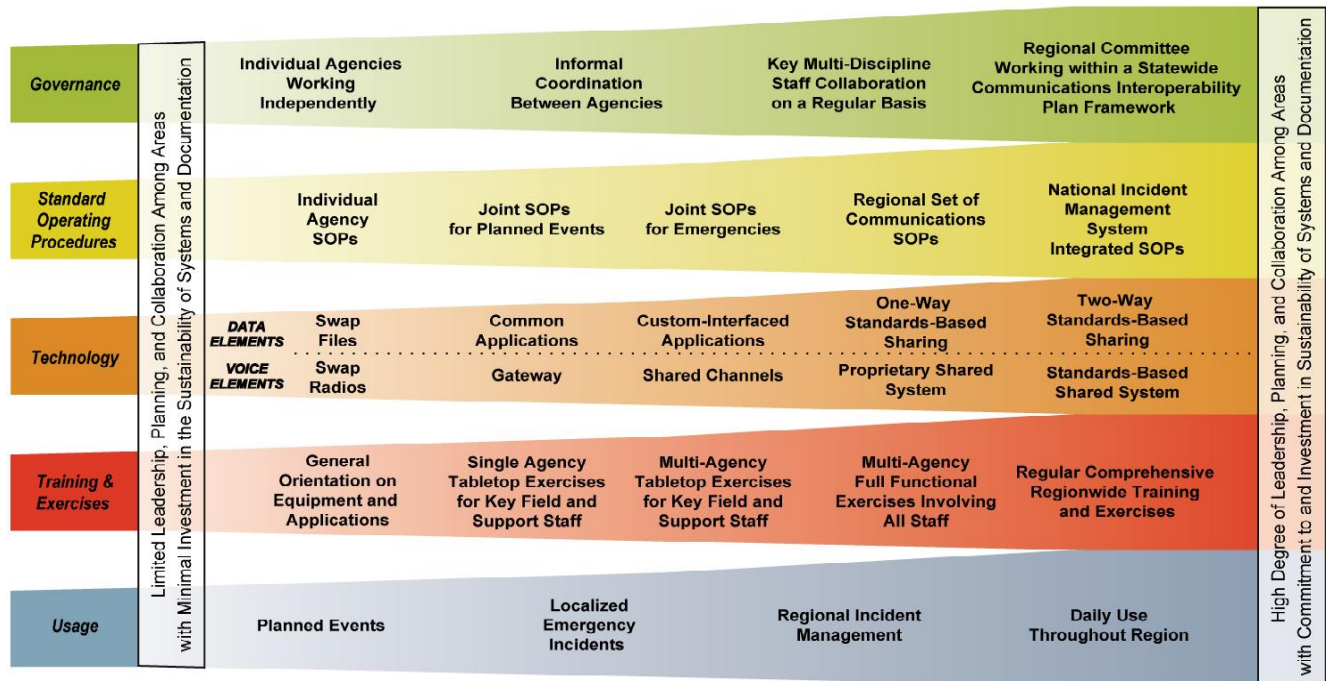 Limited Leadership, Planning, and Collaboration Among Areas
with Minimal Investment in the Sustainability of Systems and Documentation
Governance
Individual Agencies
Working
Independently
Informal
Coordination
Between Agencies
Key Multi-Discipline
Staff Collaboration
on a Regular Basis
Regional Committee
Working within a Statewide
Communications Interoperability
Plan Framework
Standard
Operating
Procedures
Individual
Agency
SOPs
Joint SOPs
for Planned Events
Joint SOPs
for Emergencies
Regional Set of
Communications
SOPs
National Incident
Management
System
Integrated SOPs
Technology
DATA
ELEMENTS
Swap
Files
Common
Applications
Custom-Interfaced
Applications
One-Way
Standards-Based
Sharing
Two-Way
Standards-Based
Sharing
VOICE
ELEMENTS
Swap
Radios
Gateway
Shared Channels
Proprietary Shared
System
Standards-Based
Shared System
Training &
Exercises
General
Orientation on
Equipment and
Applications
Single Agency
Tabletop Exercises
for Key Field and
Support Staff
Multi-Agency
Tabletop Exercises
for Key Field and
Support Staff
Multi-Agency
Full Functional
Exercises Involving
All Staff
Regular Comprehensive
Regionwide Training
and Exercises
Usage
Planned Events
Localized
Emergency
Incidents
Regional Incident
Management
Daily Use
Throughout Region
High Degree of Leadership, Planning, and Collaboration Among Areas
with Commitment to and Investment in Sustainability of Systems and Documentation